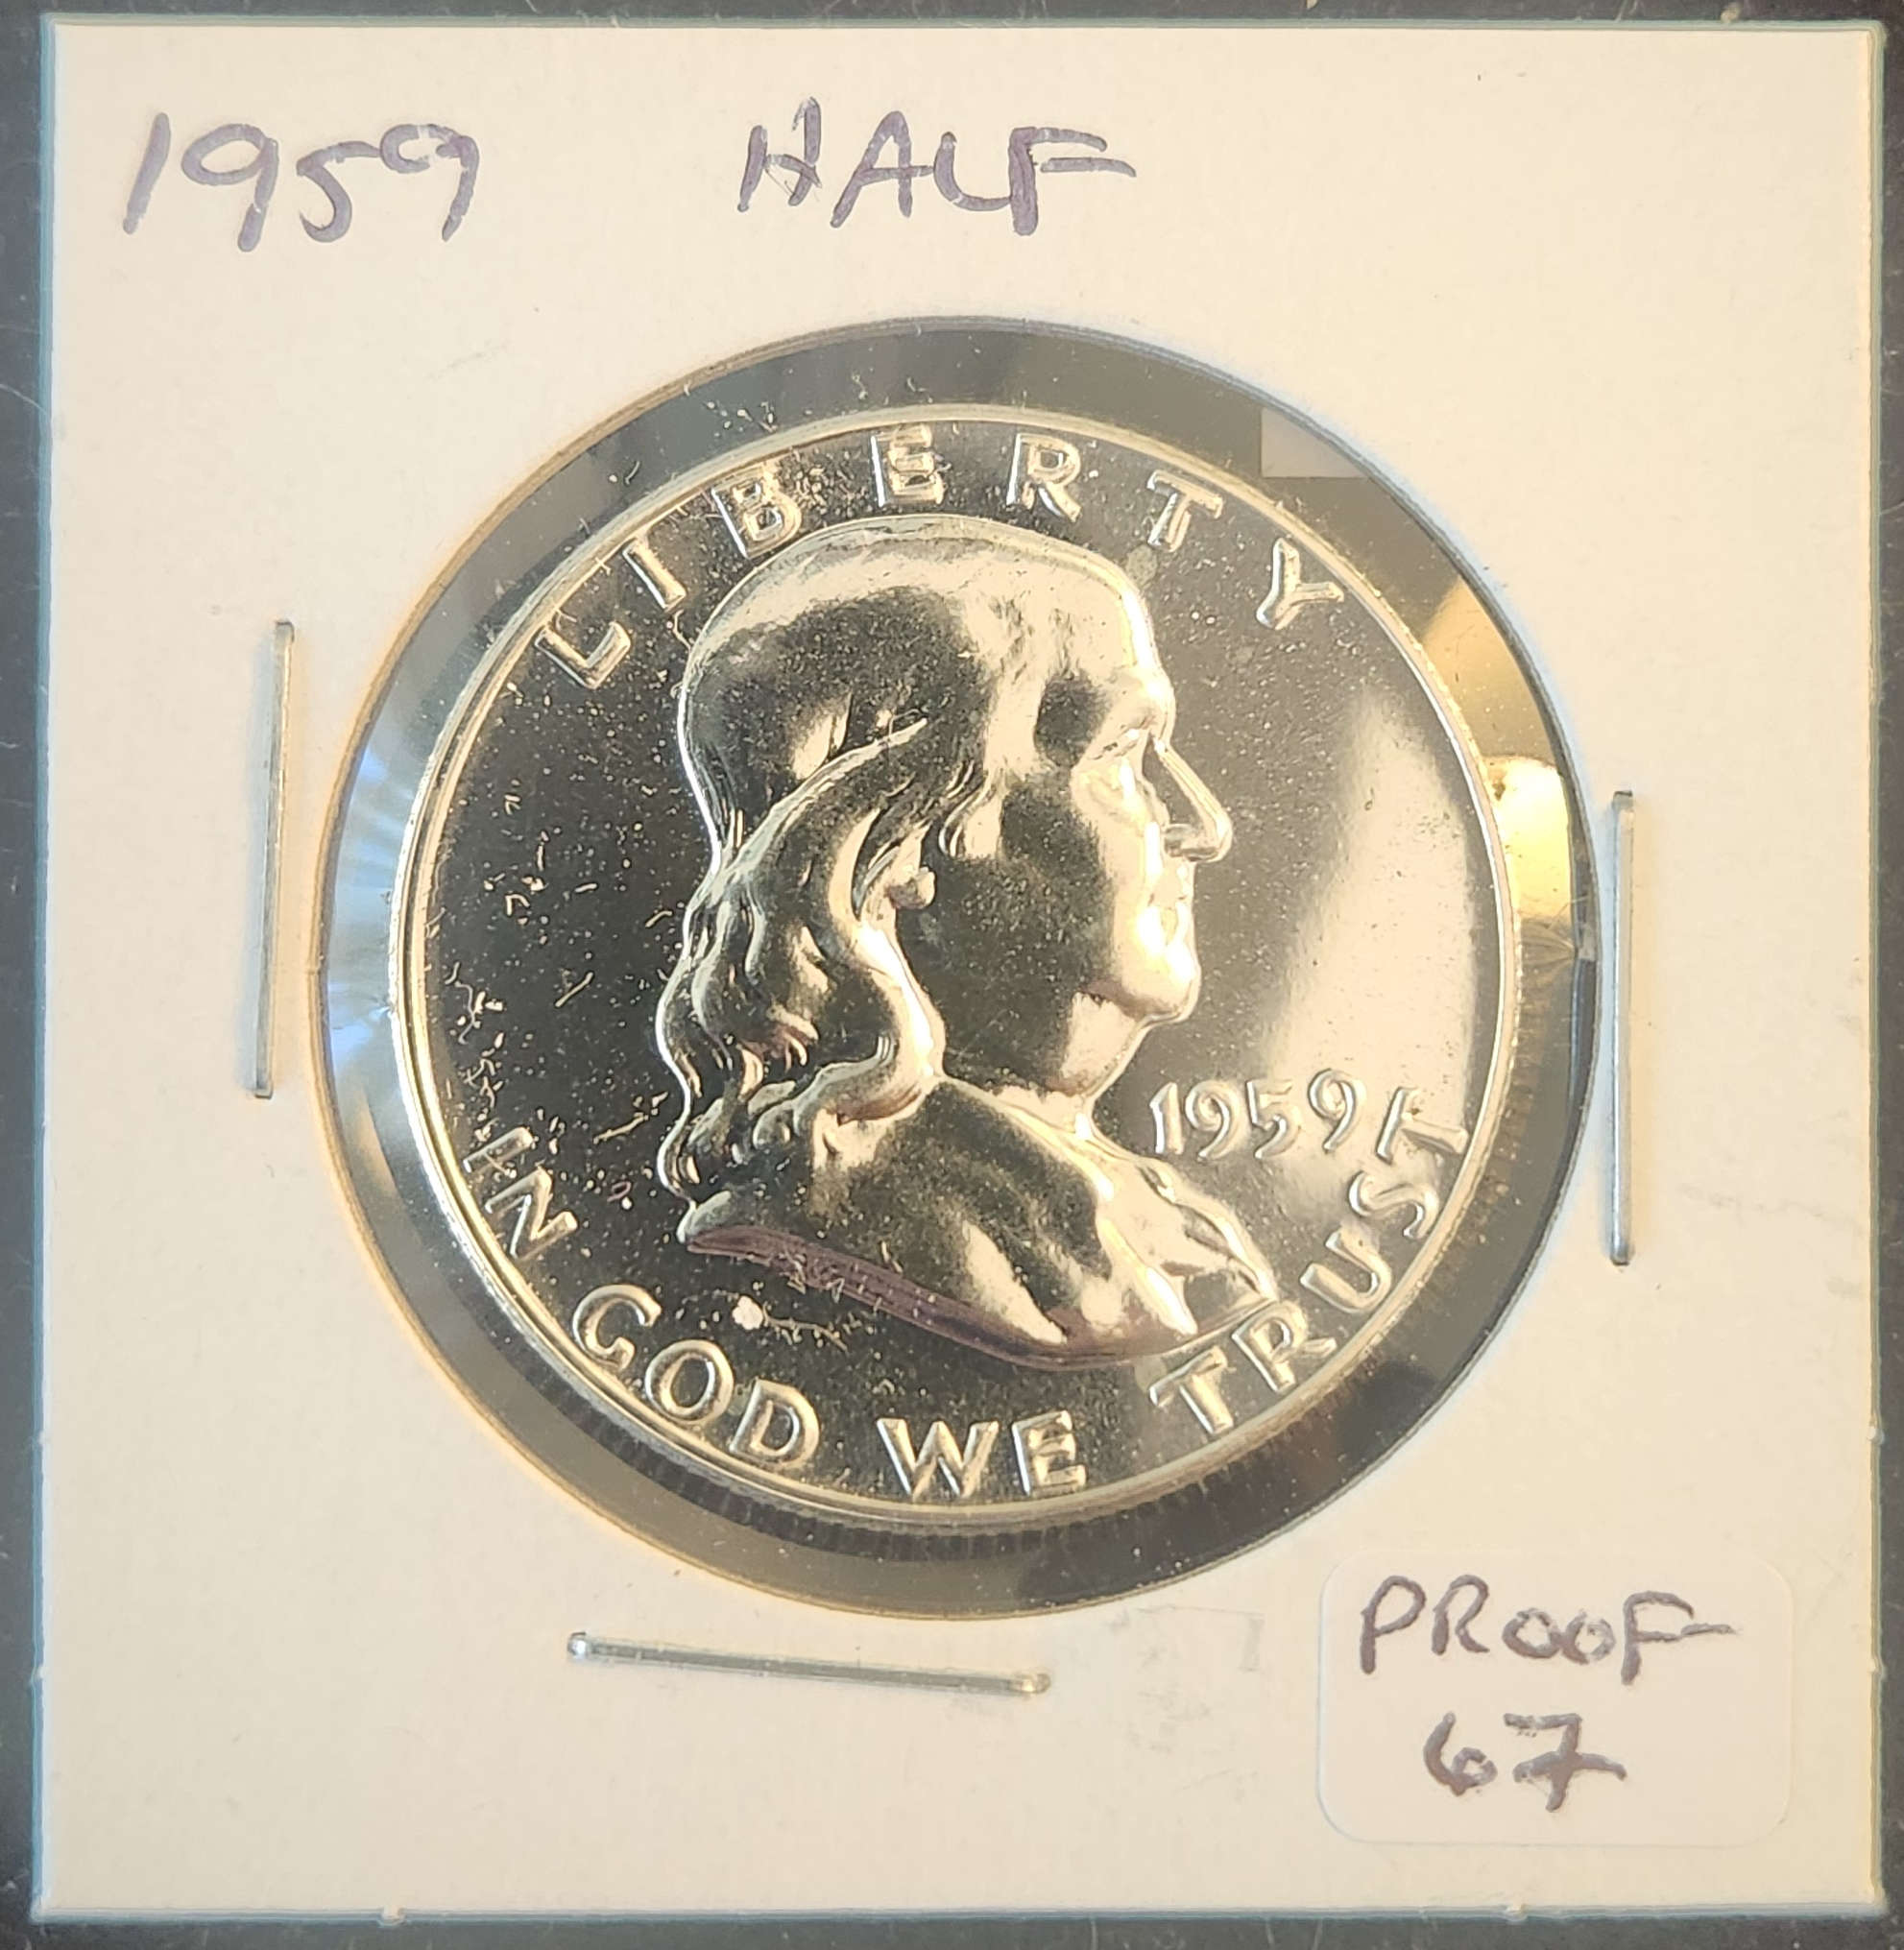 1959 HALF
LIBERTY
1959
IN GOD WE TRUST
PROOF
67